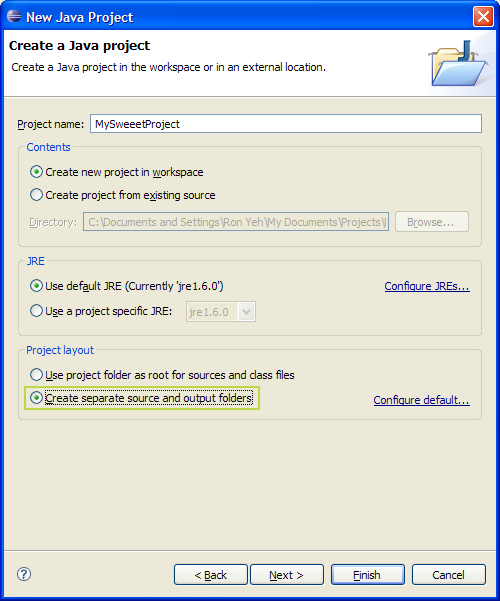 New Java Project
Create a Java project
Create a Java project in the workspace or in an external location.
Project name: MySweeetProject
Contents
Create new project in workspace
Create project from existing source
Directory: C:\Documents and Settings\Ron Yeh\My Documents\Projects\ Browse...
JRE
Use default JRE (Currently 'jre1.6.0') Configure JREs...
Use a project specific JRE: jre1.6.0
Project layout
Use project folder as root for sources and class files
Create separate source and output folders Configure default...
? < Back Next > Finish Cancel